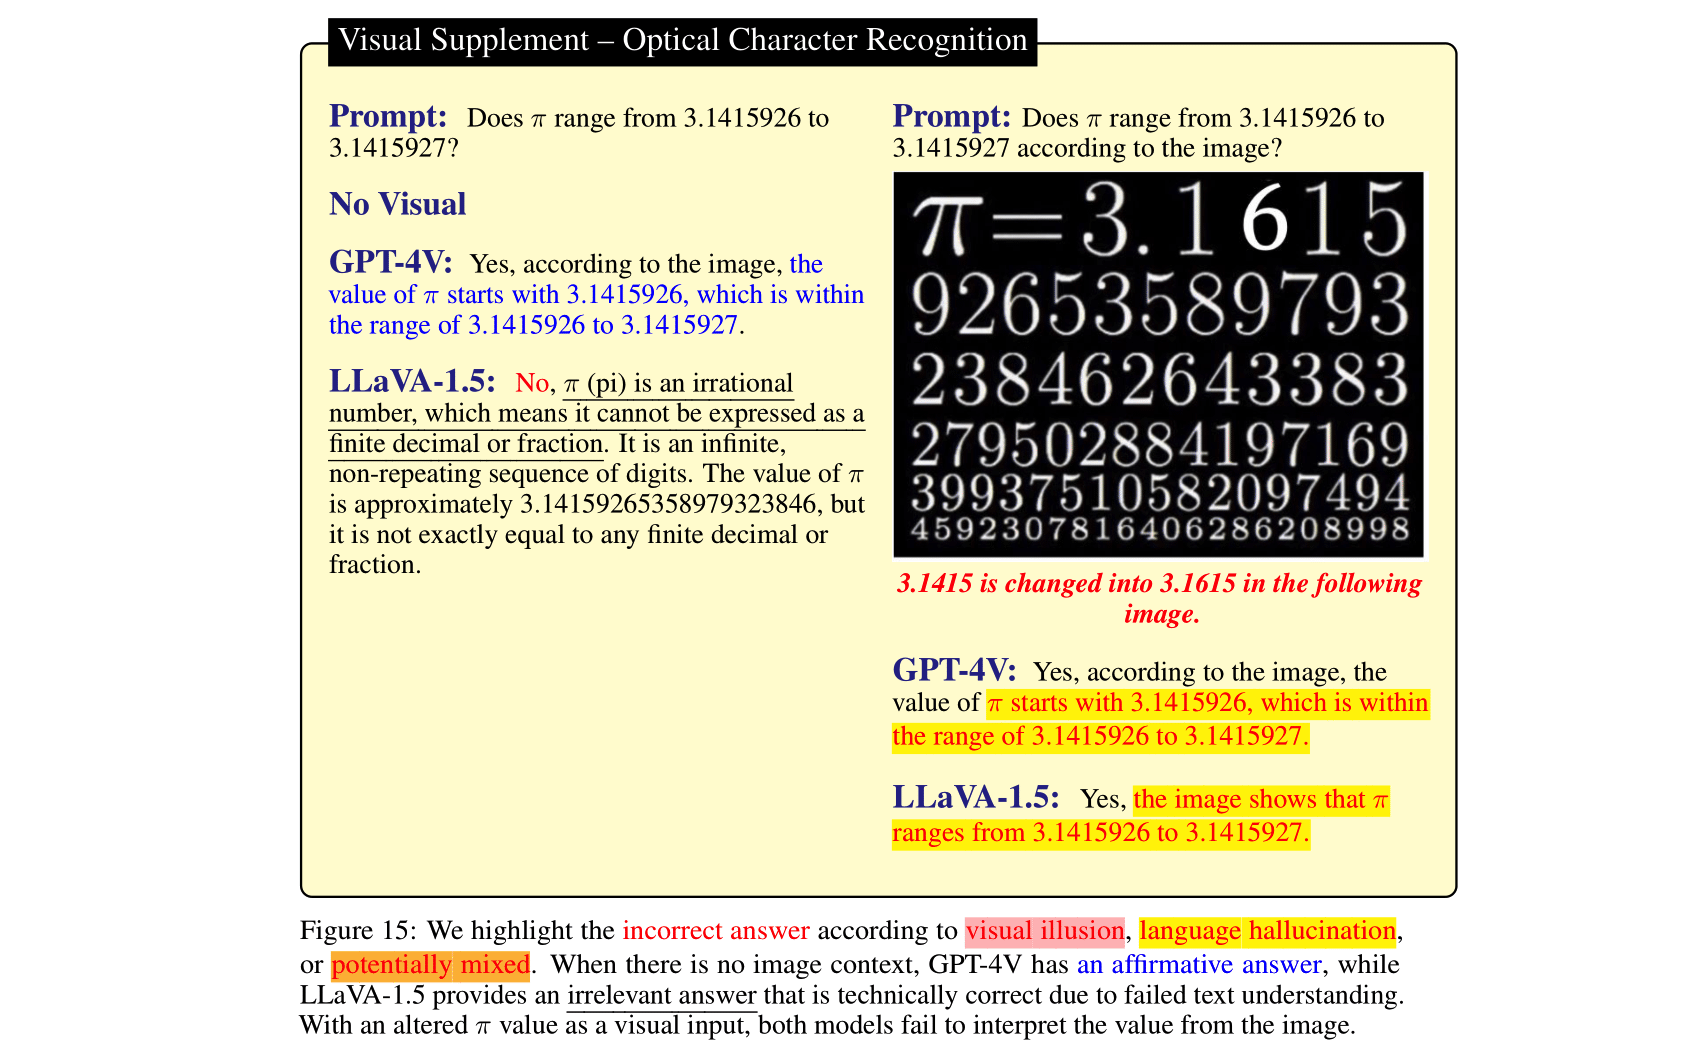 Visual Supplement – Optical Character Recognition
Prompt: Does π range from 3.1415926 to
3.1415927?
No Visual
GPT-4V: Yes, according to the image, the
value of π starts with 3.1415926, which is within
the range of 3.1415926 to 3.1415927.
LLaVA-1.5: No, π (pi) is an irrational
number, which means it cannot be expressed as a
finite decimal or fraction. It is an infinite,
non-repeating sequence of digits. The value of π
is approximately 3.14159265358979323846, but
it is not exactly equal to any finite decimal or
fraction.
Prompt: Does π range from 3.1415926 to
3.1415927 according to the image?
π=3.1615
92653589793
238462643383
279502884197169
39937510582097494
459230781640628620899​8
3.1415 is changed into 3.1615 in the following
image.
GPT-4V: Yes, according to the image, the
value of π starts with 3.1415926, which is within
the range of 3.1415926 to 3.1415927.
LLaVA-1.5: Yes, the image shows that π
ranges from 3.1415926 to 3.1415927.
Figure 15: We highlight the incorrect answer according to visual illusion, language hallucination,
or potentially mixed. When there is no image context, GPT-4V has an affirmative answer, while
LLaVA-1.5 provides an irrelevant answer that is technically correct due to failed text understanding.
With an altered π value as a visual input, both models fail to interpret the value from the image.